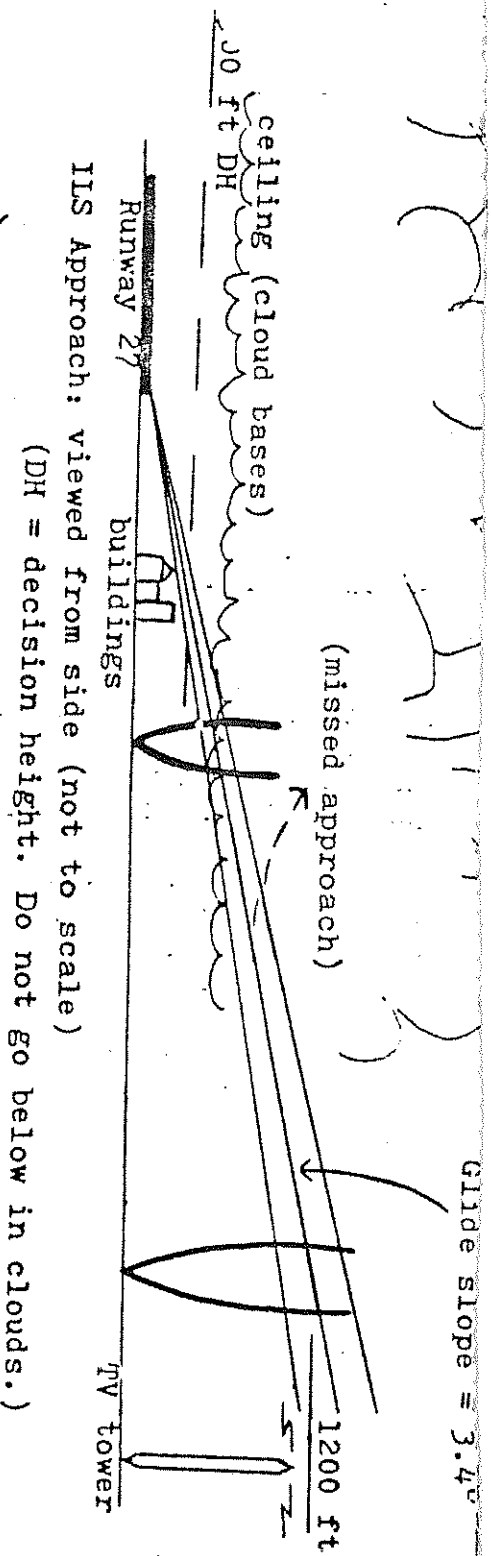 Glide slope = 3.4°
(missed approach)
ceiling (cloud bases)
ft DH
1200 ft
Runway 27
buildings
TV tower
ILS Approach: viewed from side (not to scale)
(DH = decision height. Do not go below in clouds.)